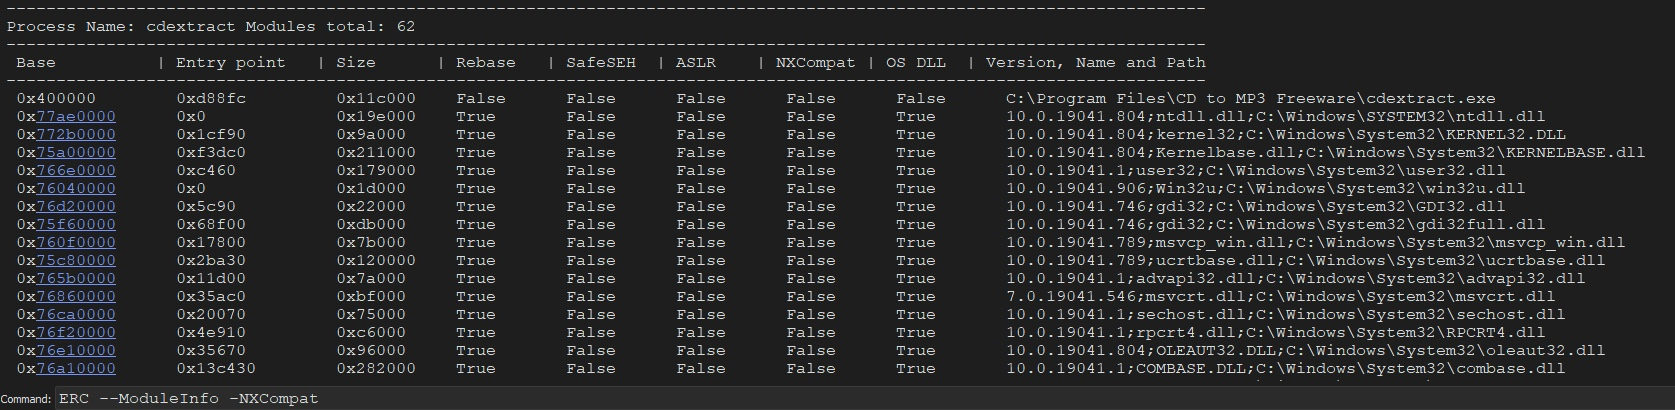 ------------------------------------------------------------------------------------------------------------------------
Process Name: cdextract Modules total: 62
------------------------------------------------------------------------------------------------------------------------
Base | Entry point | Size | Rebase | SafeSEH | ASLR | NXCompat | OS DLL | Version, Name and Path
------------------------------------------------------------------------------------------------------------------------
0x400000 0xd88fc 0x11c000 False False False False False C:\Program Files\CD to MP3 Freeware\cdextract.exe
0x77ae0000 0x0 0x19e000 True False False False True 10.0.19041.804;ntdll.dll;C:\Windows\SYSTEM32\ntdll.dll
0x772b0000 0x1cf90 0x9a000 True False False False True 10.0.19041.804;kernel32;C:\Windows\System32\KERNEL32.DLL
0x75a00000 0xf3dc0 0x211000 True False False False True 10.0.19041.804;Kernelbase.dll;C:\Windows\System32\KERNELBASE.dll
0x766e0000 0xc460 0x179000 True False False False True 10.0.19041.1;user32;C:\Windows\System32\user32.dll
0x76040000 0x0 0x1d000 True False False False True 10.0.19041.906;Win32u;C:\Windows\System32\win32u.dll
0x76d20000 0x5c90 0x22000 True False False False True 10.0.19041.746;gdi32;C:\Windows\System32\GDI32.dll
0x75f60000 0x68f00 0xdb000 True False False False True 10.0.19041.746;gdi32;C:\Windows\System32\gdi32full.dll
0x760f0000 0x17800 0x7b000 True False False False True 10.0.19041.789;msvcp_win.dll;C:\Windows\System32\msvcp_win.dll
0x75c80000 0x2ba30 0x120000 True False False False True 10.0.19041.789;ucrtbase.dll;C:\Windows\System32\ucrtbase.dll
0x765b0000 0x11d00 0x7a000 True False False False True 10.0.19041.1;advapi32.dll;C:\Windows\System32\advapi32.dll
0x76860000 0x35ac0 0xbf000 True False False False True 7.0.19041.546;msvcrt.dll;C:\Windows\System32\msvcrt.dll
0x76ca0000 0x20070 0x75000 True False False False True 10.0.19041.1;sechost.dll;C:\Windows\System32\sechost.dll
0x76f20000 0x4e910 0xc6000 True False False False True 10.0.19041.1;rpcrt4.dll;C:\Windows\System32\RPCRT4.dll
0x76e10000 0x35670 0x96000 True False False False True 10.0.19041.804;OLEAUT32.DLL;C:\Windows\System32\oleaut32.dll
0x76a10000 0x13c430 0x282000 True False False False True 10.0.19041.1;COMBASE.DLL;C:\Windows\System32\combase.dll
Command: ERC --ModuleInfo -NXCompat